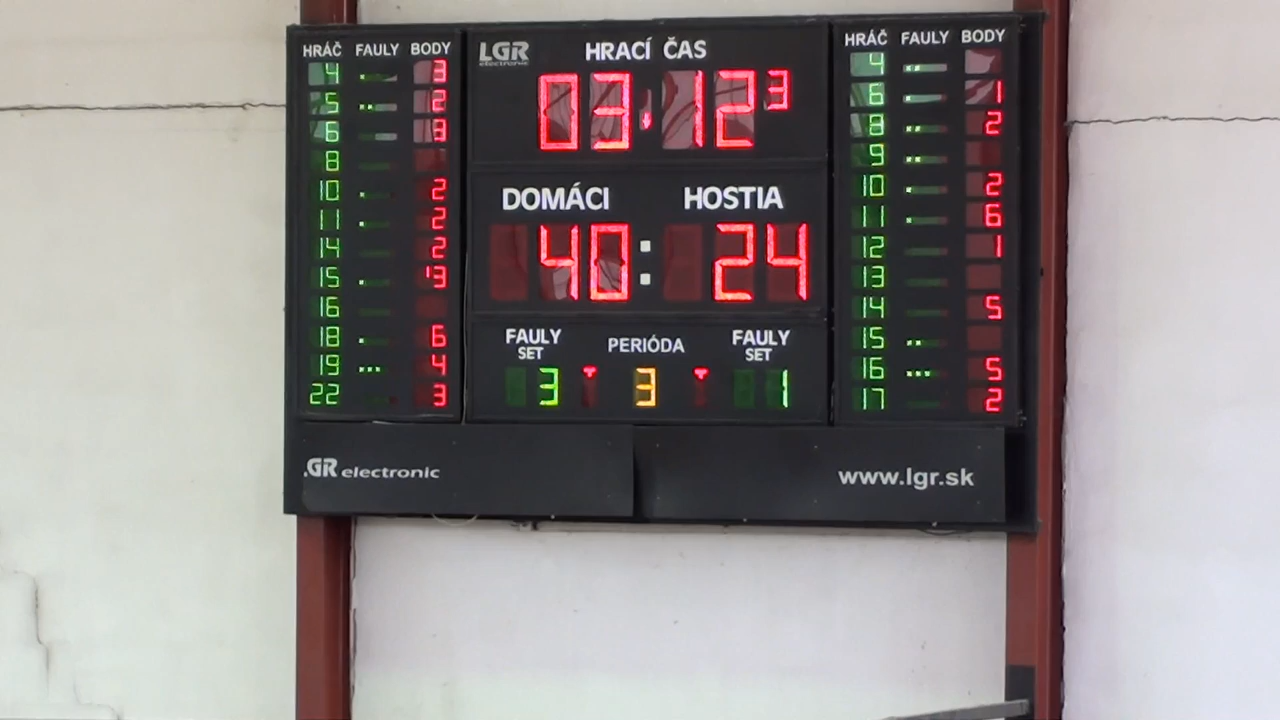 HRÁČ FAULY BODY
4 3
5 2
6 3
8
10 2
11 2
14 2
15 13
16
18 6
19 4
22 3
LGR
electronic
HRACÍ ČAS
03 12 3
DOMÁCI HOSTIA
40:24
FAULY SET PERIÓDA FAULY SET
3 3 1
HRÁČ FAULY BODY
4
6 1
8 2
9
10 2
11 6
12 1
13
14 5
15
16 5
17 2
.GR electronic
www.lgr.sk